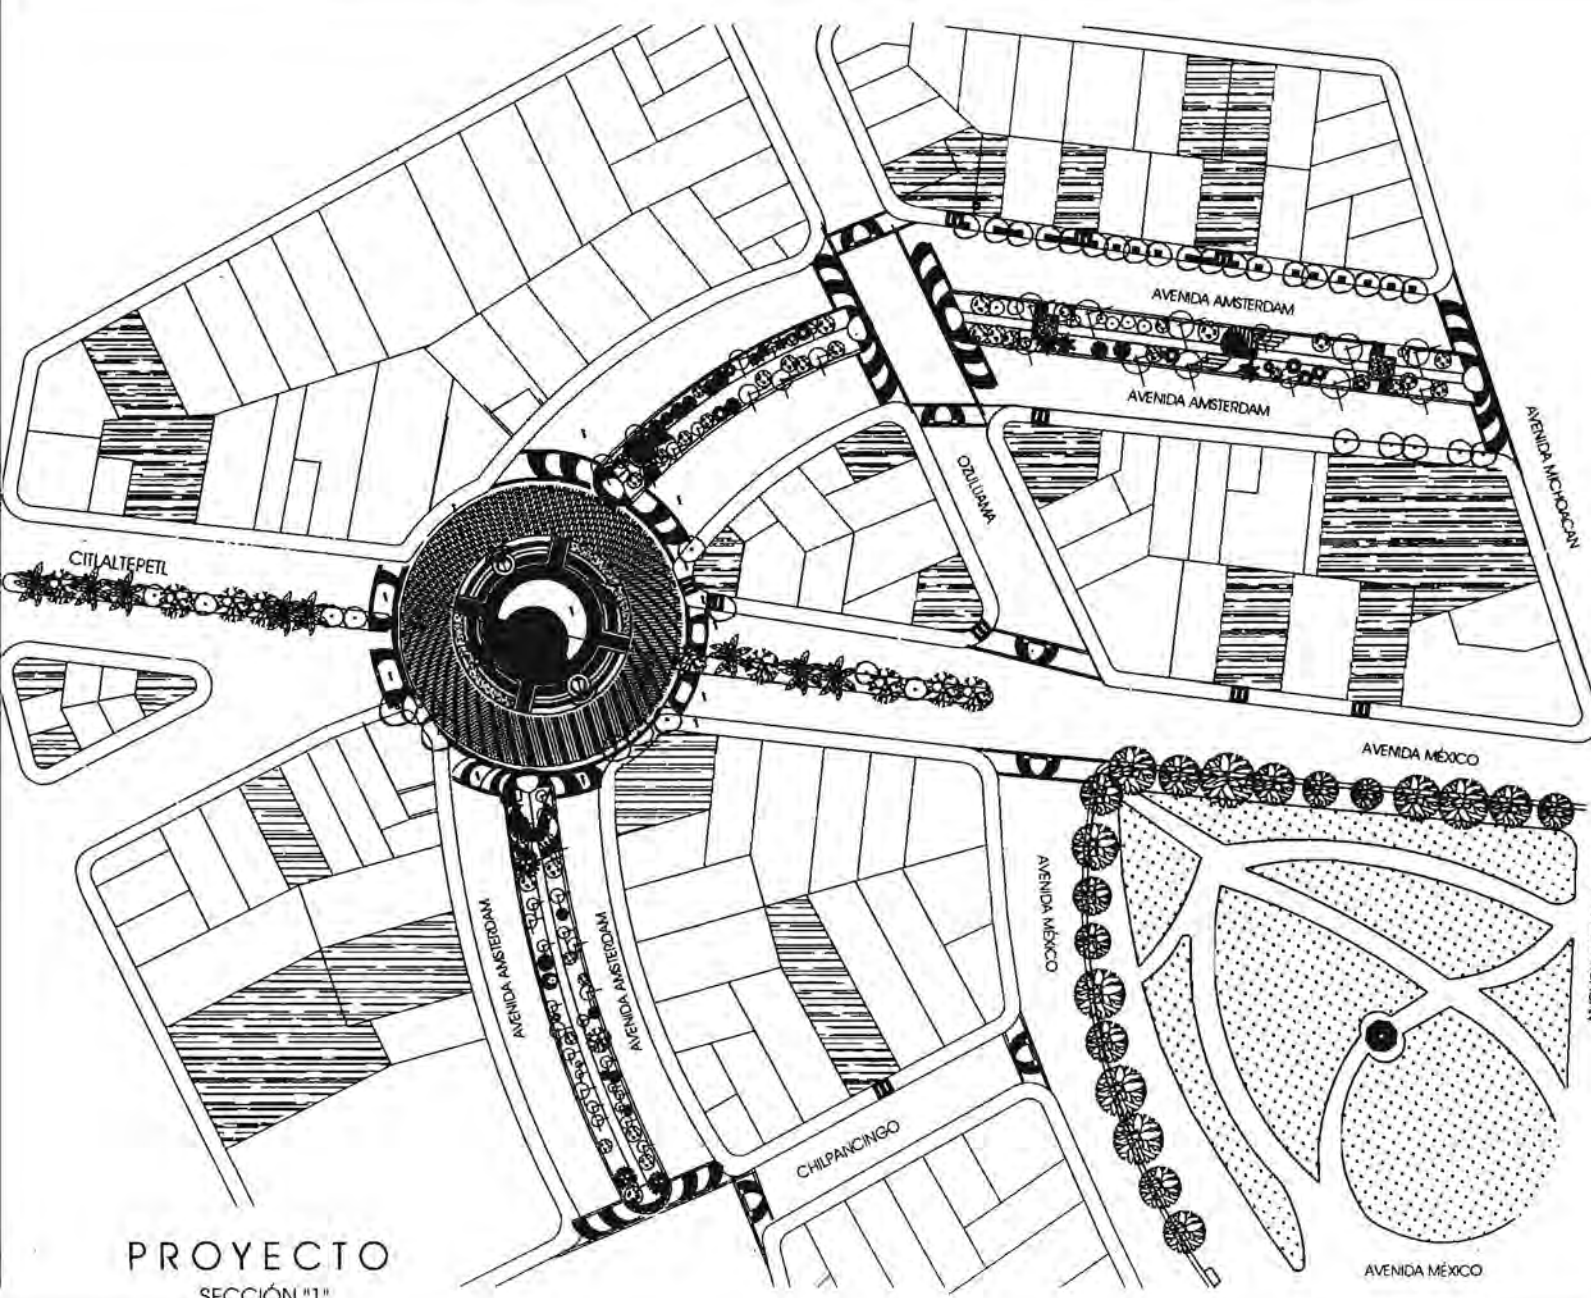 AVENIDA AMSTERDAM
AVENIDA AMSTERDAM
AVENIDA MICHOACAN
OZULUAMA
CITLALTEPETL
AVENIDA MÉXICO
AVENIDA MÉXICO
AVENIDA AMSTERDAM
AVENIDA AMSTERDAM
CHILPANCINGO
AVENIDA MÉXICO
PROYECTO
SECCIÓN "1"